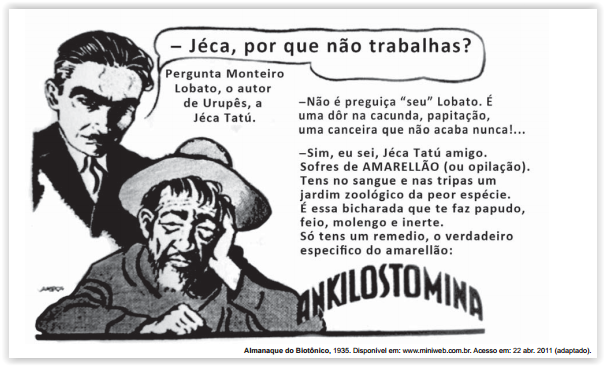 – Jéca, por que não trabalhas?
Pergunta Monteiro
Lobato, o autor
de Urupês, a
Jéca Tatú.
–Não é preguiça “seu” Lobato. É
uma dôr na cacunda, papitação,
uma canceira que não acaba nunca!...
–Sim, eu sei, Jéca Tatú amigo.
Sofres de AMARELLÃO (ou opilação).
Tens no sangue e nas tripas um
jardim zoológico da peor espécie.
É essa bicharada que te faz papudo,
feio, molengo e inerte.
Só tens um remedio, o verdadeiro
especifico do amarellão:
ANKILOSTOMINA
Almanaque do Biotônico, 1935. Disponível em: www.miniweb.com.br. Acesso em: 22 abr. 2011 (adaptado).